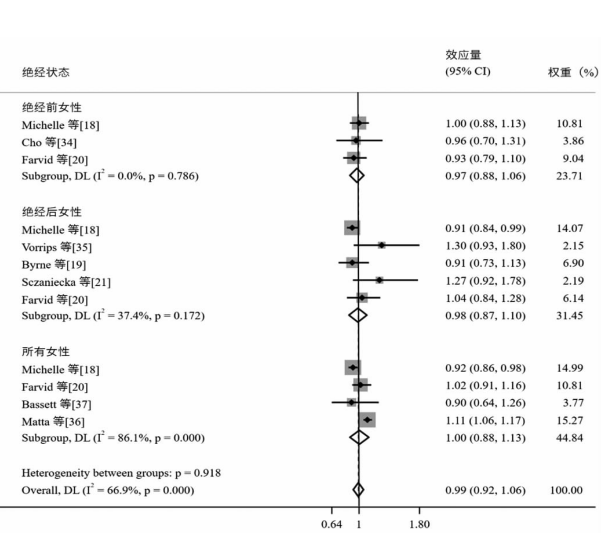 效应量
绝经状态 (95% CI) 权重（%）
绝经前女性
Michelle 等[18] 1.00 (0.88, 1.13) 10.81
Cho 等[34] 0.96 (0.70, 1.31) 3.86
Farvid 等[20] 0.93 (0.79, 1.10) 9.04
Subgroup, DL (I² = 0.0%, p = 0.786) 0.97 (0.88, 1.06) 23.71
绝经后女性
Michelle 等[18] 0.91 (0.84, 0.99) 14.07
Vorrips 等[35] 1.30 (0.93, 1.80) 2.15
Byrne 等[19] 0.91 (0.73, 1.13) 6.90
Sczaniecka 等[21] 1.27 (0.92, 1.78) 2.19
Farvid 等[20] 1.04 (0.84, 1.28) 6.14
Subgroup, DL (I² = 37.4%, p = 0.172) 0.98 (0.87, 1.10) 31.45
所有女性
Michelle 等[18] 0.92 (0.86, 0.98) 14.99
Farvid 等[20] 1.02 (0.91, 1.16) 10.81
Bassett 等[37] 0.90 (0.64, 1.26) 3.77
Matta 等[36] 1.11 (1.06, 1.17) 15.27
Subgroup, DL (I² = 86.1%, p = 0.000) 1.00 (0.88, 1.13) 44.84
Heterogeneity between groups: p = 0.918
Overall, DL (I² = 66.9%, p = 0.000) 0.99 (0.92, 1.06) 100.00
0.64 1 1.80